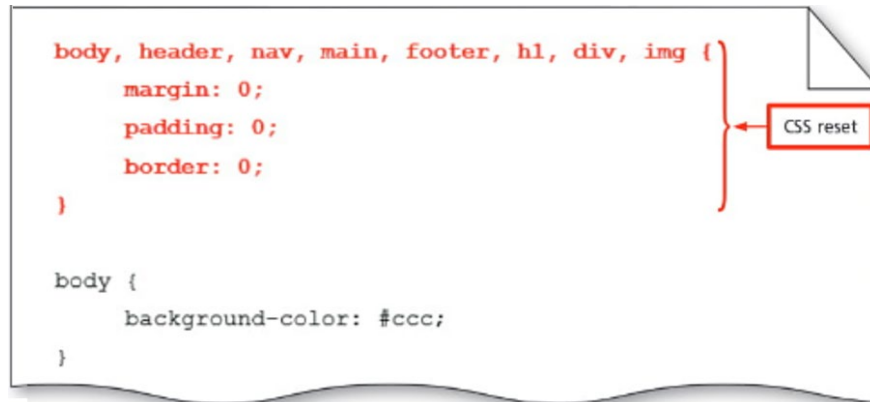 body, header, nav, main, footer, h1, div, img {
margin: 0;
padding: 0;
border: 0;
}
CSS reset
body {
background-color: #ccc;
}